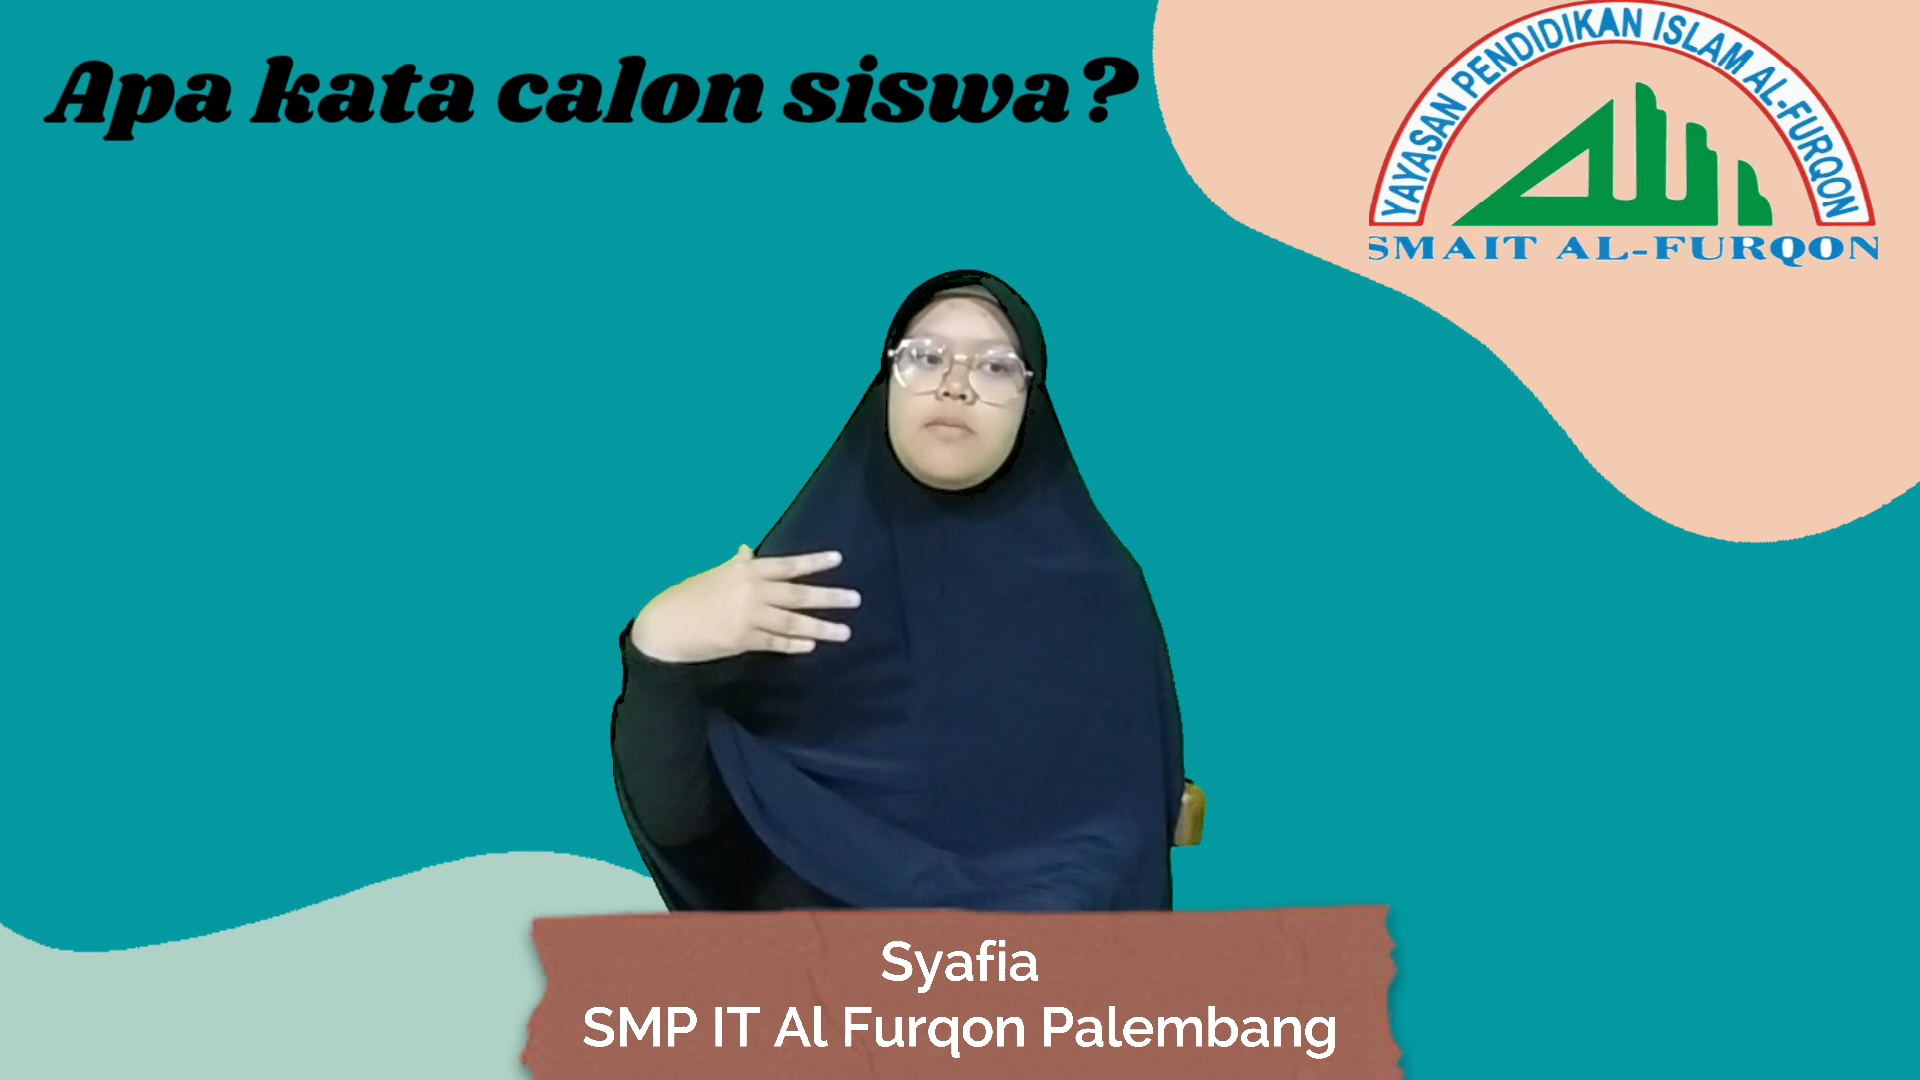 Apa kata calon siswa?
YAYASAN PENDIDIKAN ISLAM AL-FURQON
SMAIT AL-FURQON
Syafia
SMP IT Al Furqon Palembang